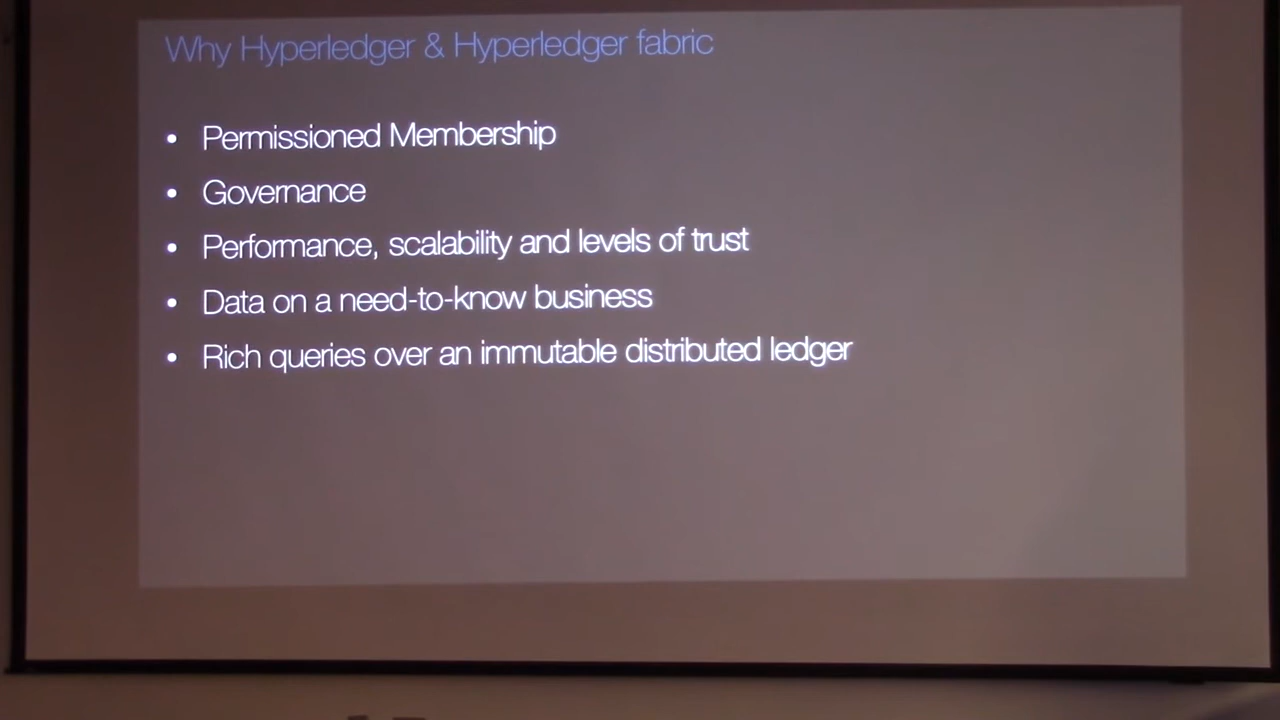 Why Hyperledger & Hyperledger fabric
• Permissioned Membership
• Governance
• Performance, scalability and levels of trust
• Data on a need-to-know business
• Rich queries over an immutable distributed ledger